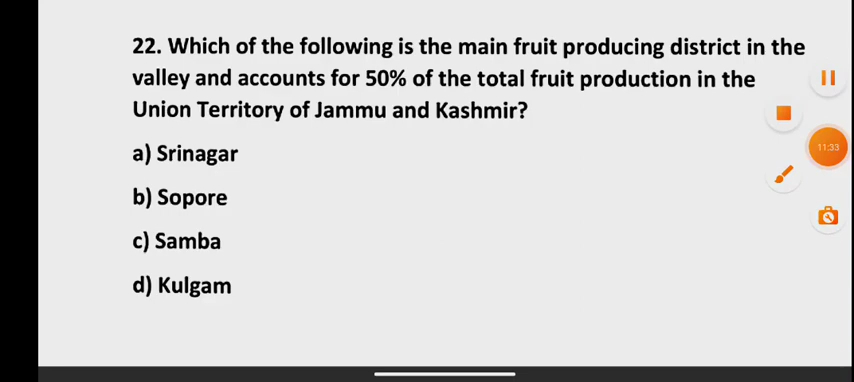 22. Which of the following is the main fruit producing district in the
valley and accounts for 50% of the total fruit production in the
Union Territory of Jammu and Kashmir?
a) Srinagar
b) Sopore
c) Samba
d) Kulgam
11:33